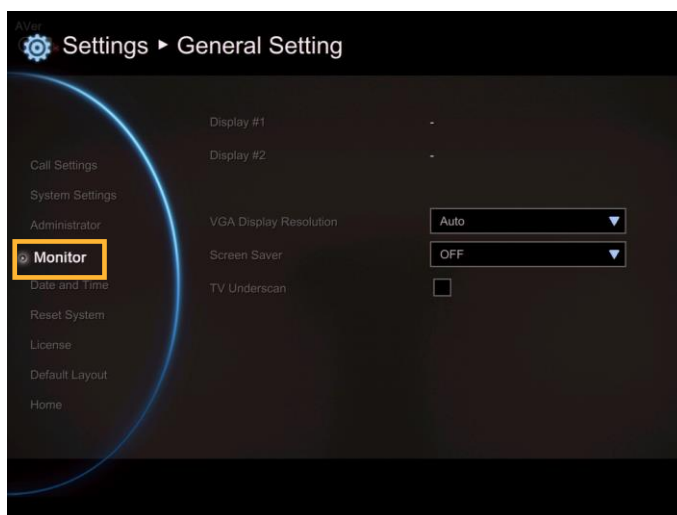 AVer
Settings ► General Setting
Display #1 -
Display #2 -
Call Settings
System Settings
Administrator
VGA Display Resolution Auto
Monitor
Screen Saver OFF
Date and Time
TV Underscan
Reset System
License
Default Layout
Home